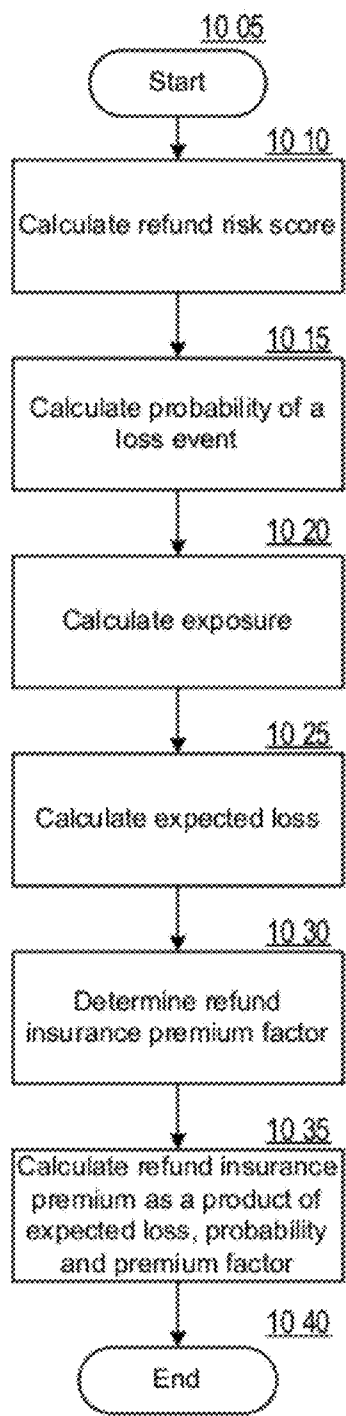 10 05
Start
10 10
Calculate refund risk score
10 15
Calculate probability of a
loss event
10 20
Calculate exposure
10 25
Calculate expected loss
10 30
Determine refund
insurance premium factor
10 35
Calculate refund insurance
premium as a product of
expected loss, probability
and premium factor
10 40
End